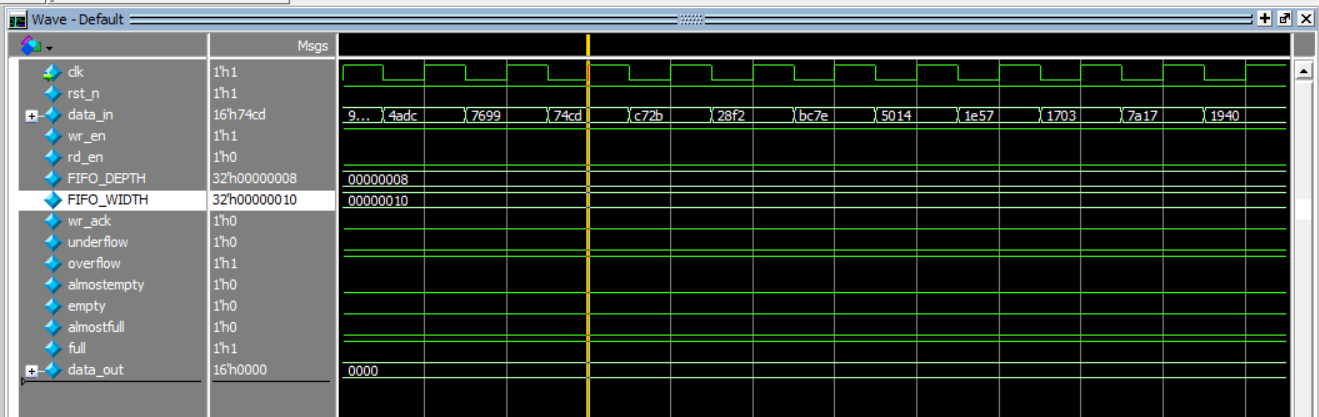 Wave - Default
Msgs
clk 1'h1
rst_n 1'h1
data_in 16'h74cd 9... 4adc 7699 74cd c72b 28f2 bc7e 5014 1e57 1703 7a17 1940
wr_en 1'h1
rd_en 1'h0
FIFO_DEPTH 32'h00000008 00000008
FIFO_WIDTH 32'h00000010 00000010
wr_ack 1'h0
underflow 1'h0
overflow 1'h1
almostempty 1'h0
empty 1'h0
almostfull 1'h0
full 1'h1
data_out 16'h0000 0000